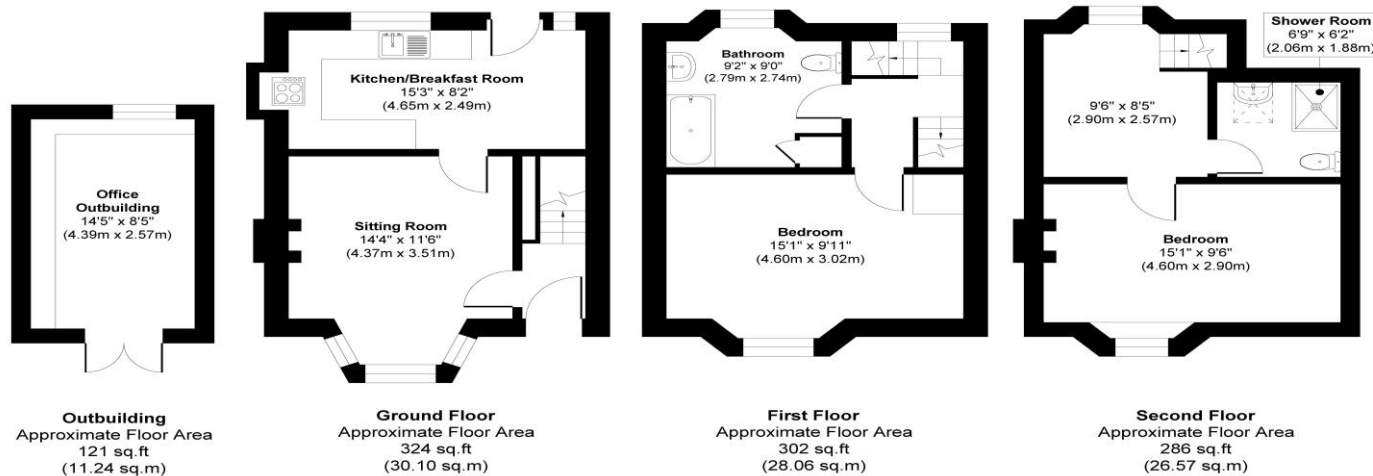 Office
Outbuilding
14'5" x 8'5"
(4.39m x 2.57m)
Outbuilding
Approximate Floor Area
121 sq.ft
(11.24 sq.m)
Kitchen/Breakfast Room
15'3" x 8'2"
(4.65m x 2.49m)
Sitting Room
14'4" x 11'6"
(4.37m x 3.51m)
Ground Floor
Approximate Floor Area
324 sq.ft
(30.10 sq.m)
Bathroom
9'2" x 9'0"
(2.79m x 2.74m)
Bedroom
15'1" x 9'11"
(4.60m x 3.02m)
First Floor
Approximate Floor Area
302 sq.ft
(28.06 sq.m)
Shower Room
6'9" x 6'2"
(2.06m x 1.88m)
9'6" x 8'5"
(2.90m x 2.57m)
Bedroom
15'1" x 9'6"
(4.60m x 2.90m)
Second Floor
Approximate Floor Area
286 sq.ft
(26.57 sq.m)